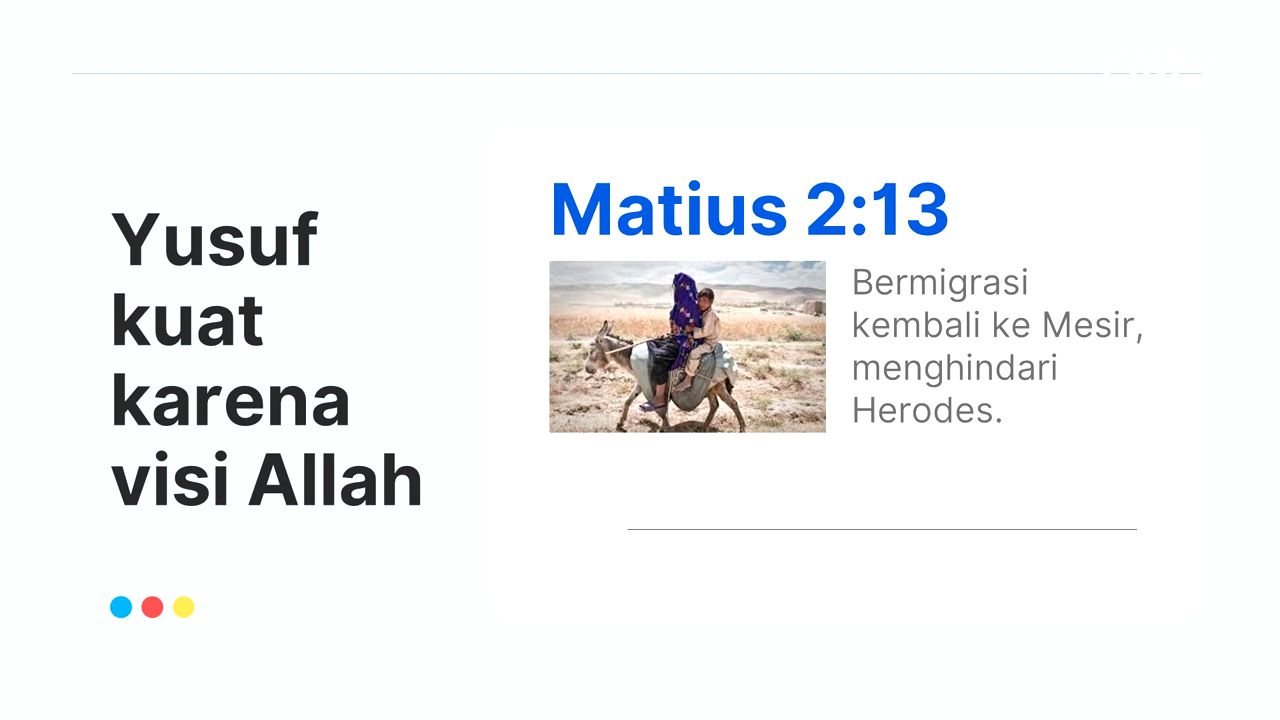 Yusuf
kuat
karena
visi Allah
Matius 2:13
Bermigrasi
kembali ke Mesir,
menghindari
Herodes.